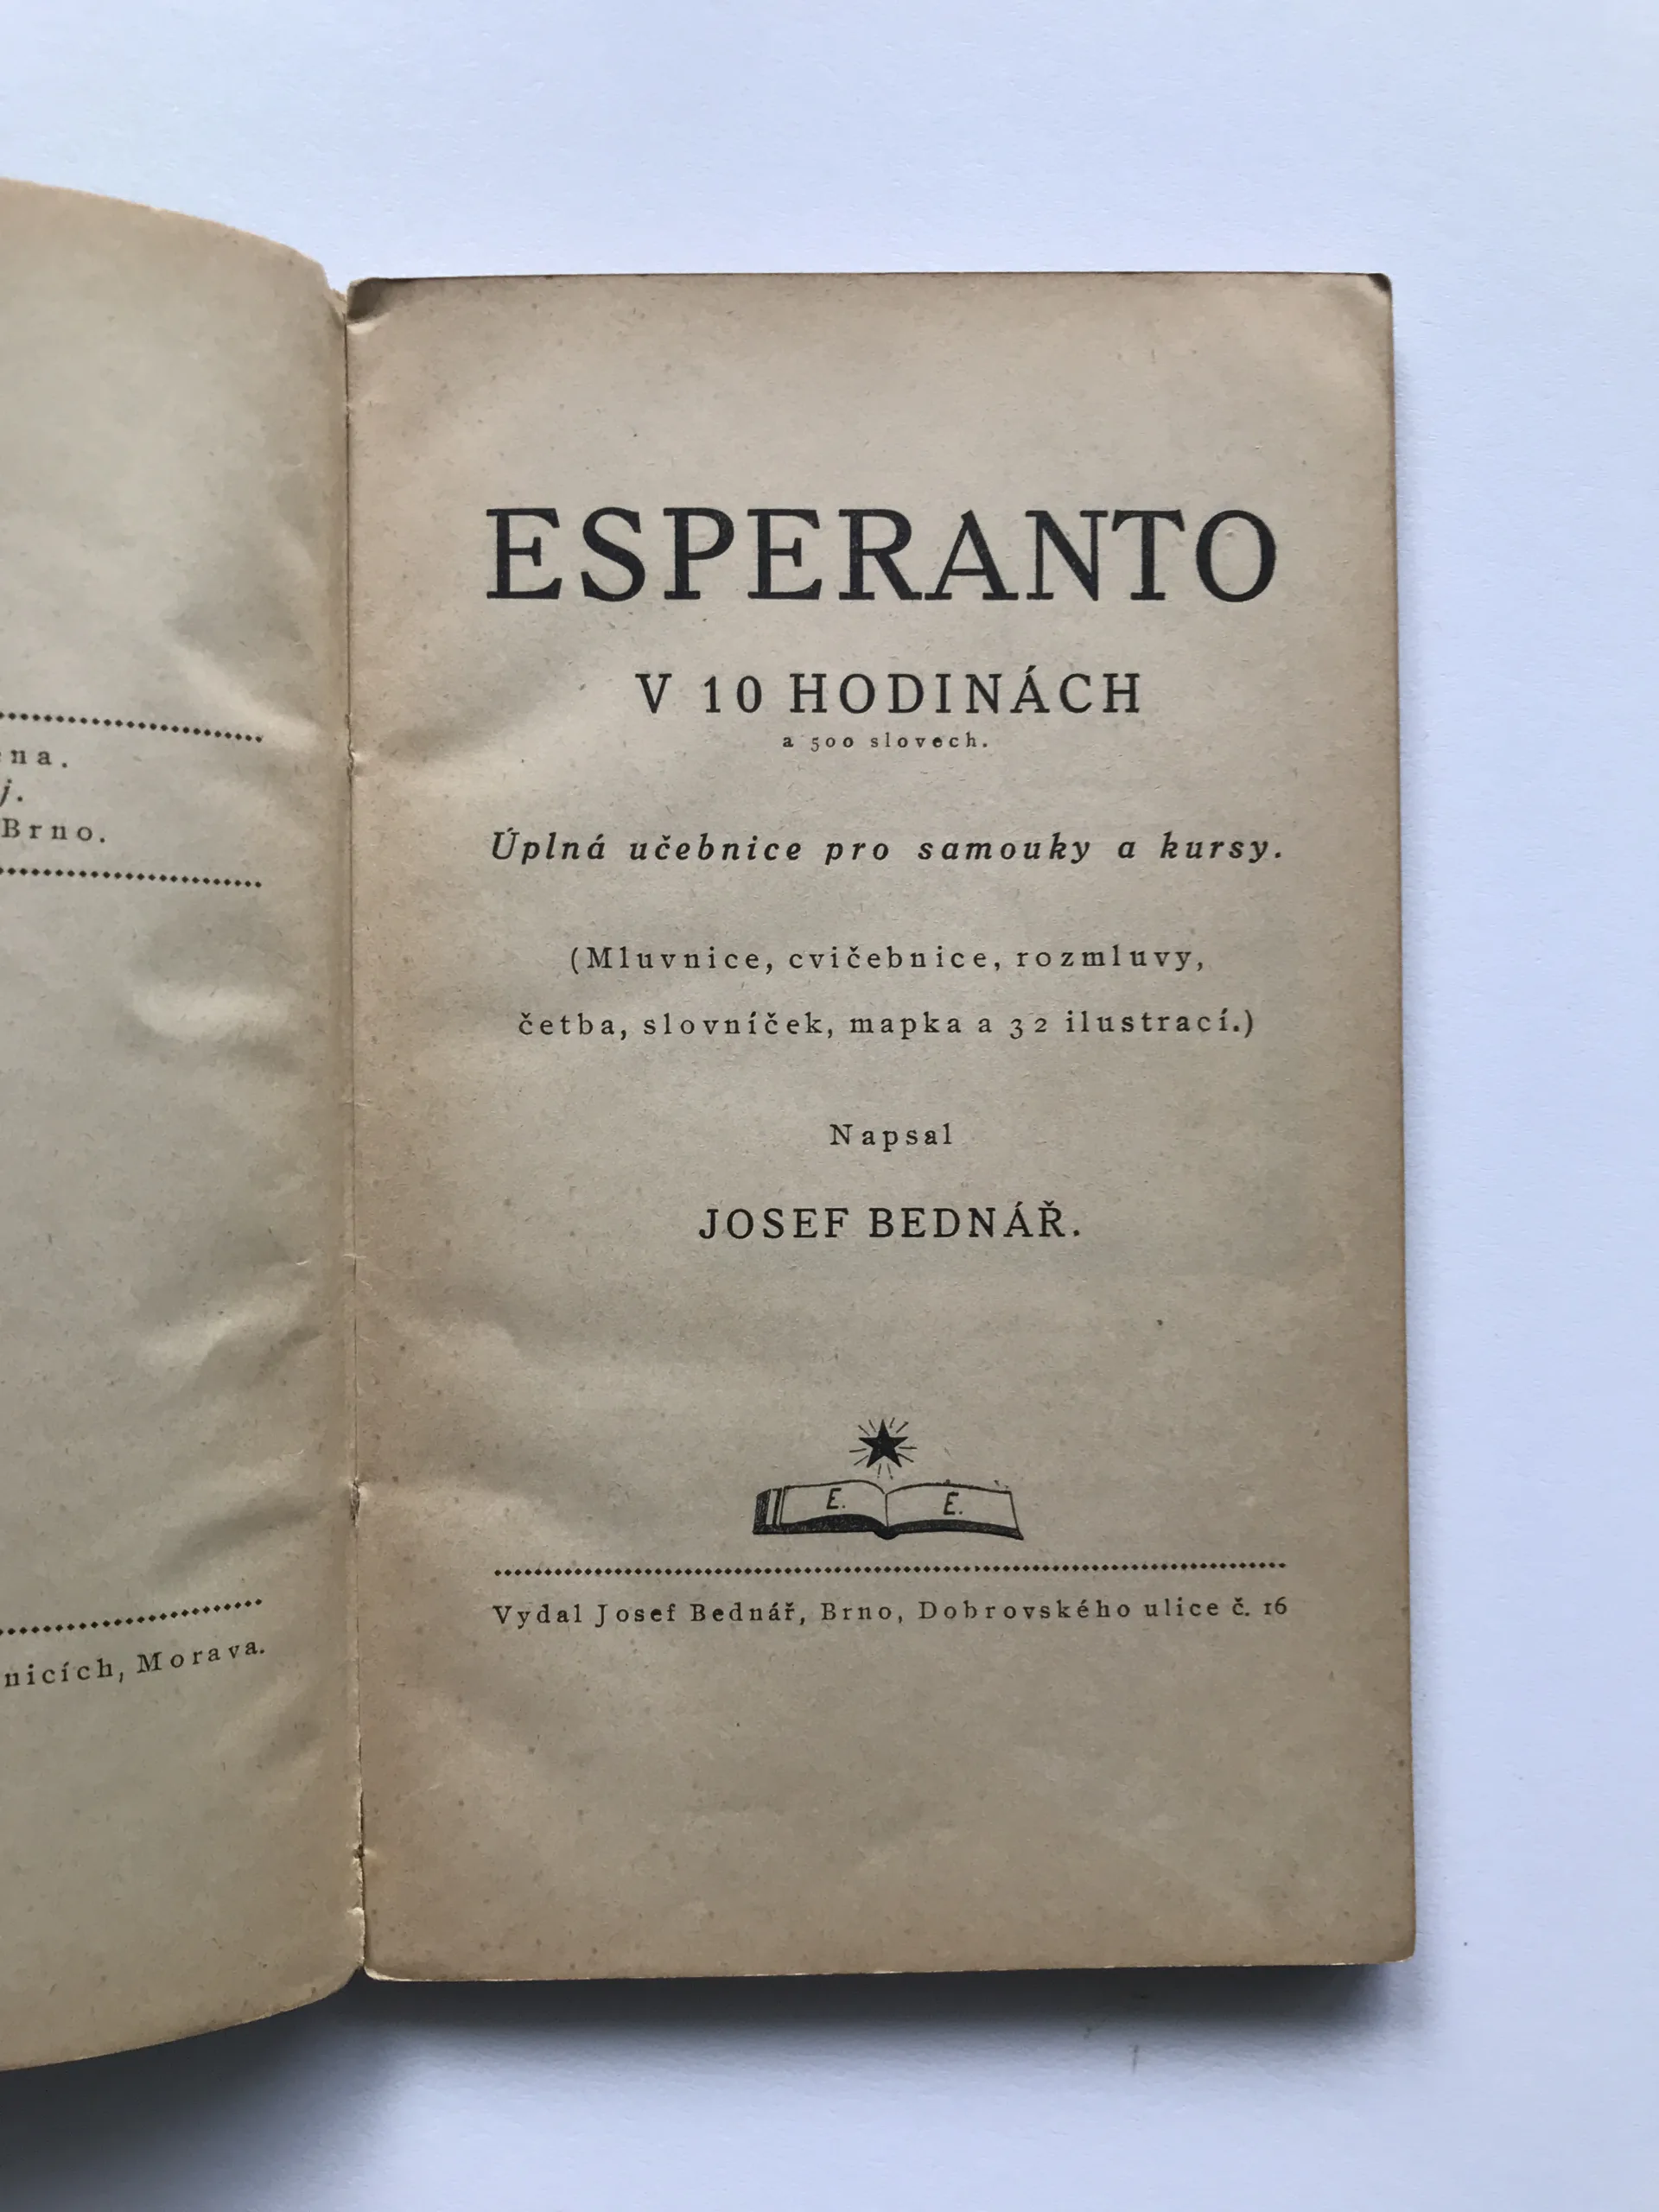 j.
Brno.
Morava.
ESPERANTO
V 10 HODINÁCH
a 500 slovech.
Úplná učebnice pro samouky a kursy.
(Mluvnice, cvičebnice, rozmluvy,
četba, slovníček, mapka a 32 ilustrací.)
Napsal
JOSEF BEDNÁŘ.
E. E.
Vydal Josef Bednář, Brno, Dobrovského ulice č. 16